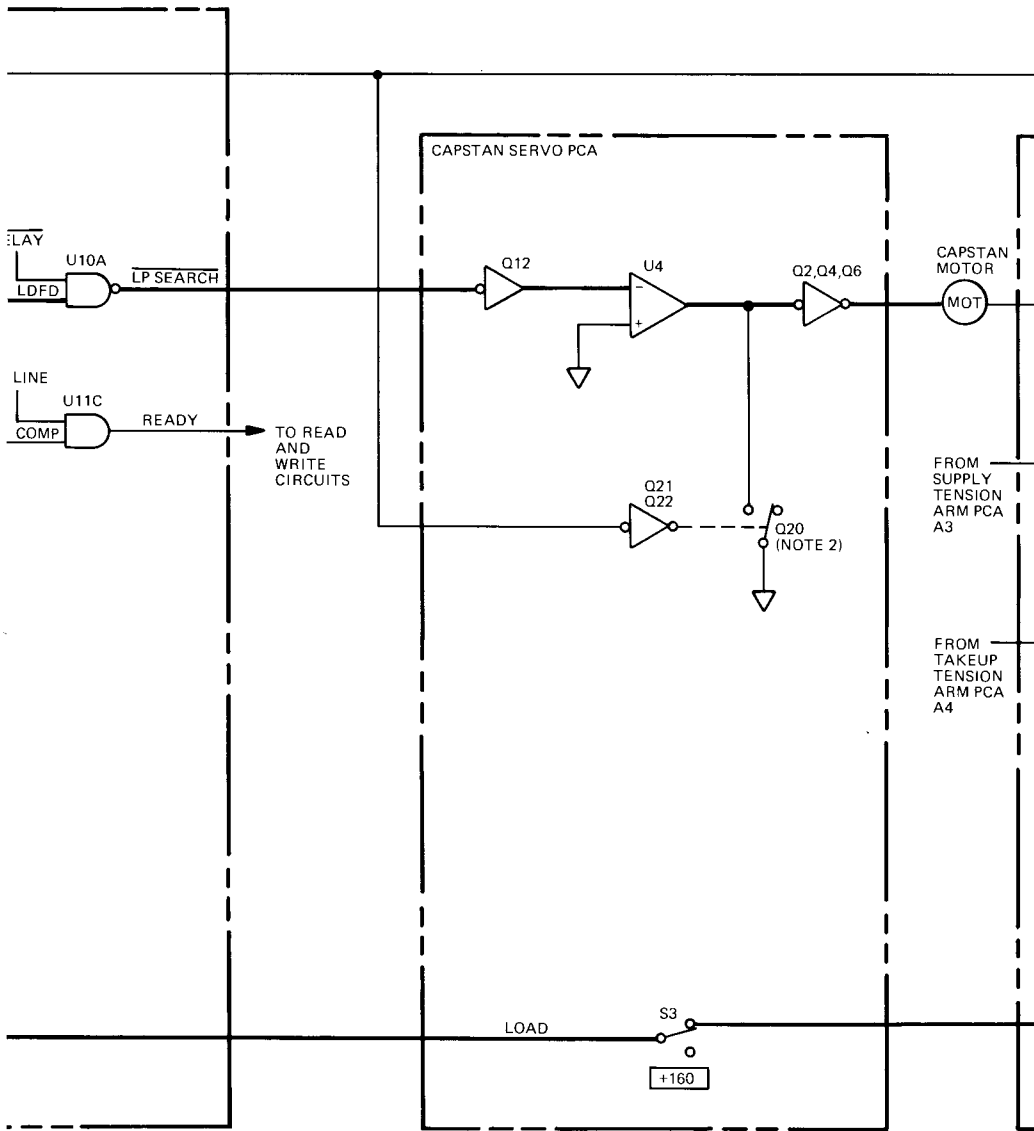 CAPSTAN SERVO PCA
ELAY
U10A
LDFD
LP SEARCH
Q12
U4
Q2,Q4,Q6
CAPSTAN
MOTOR
MOT
−
+
LINE
U11C
COMP
READY
TO READ
AND
WRITE
CIRCUITS
FROM
SUPPLY
TENSION
ARM PCA
A3
Q21
Q22
Q20
(NOTE 2)
FROM
TAKEUP
TENSION
ARM PCA
A4
LOAD
S3
+160